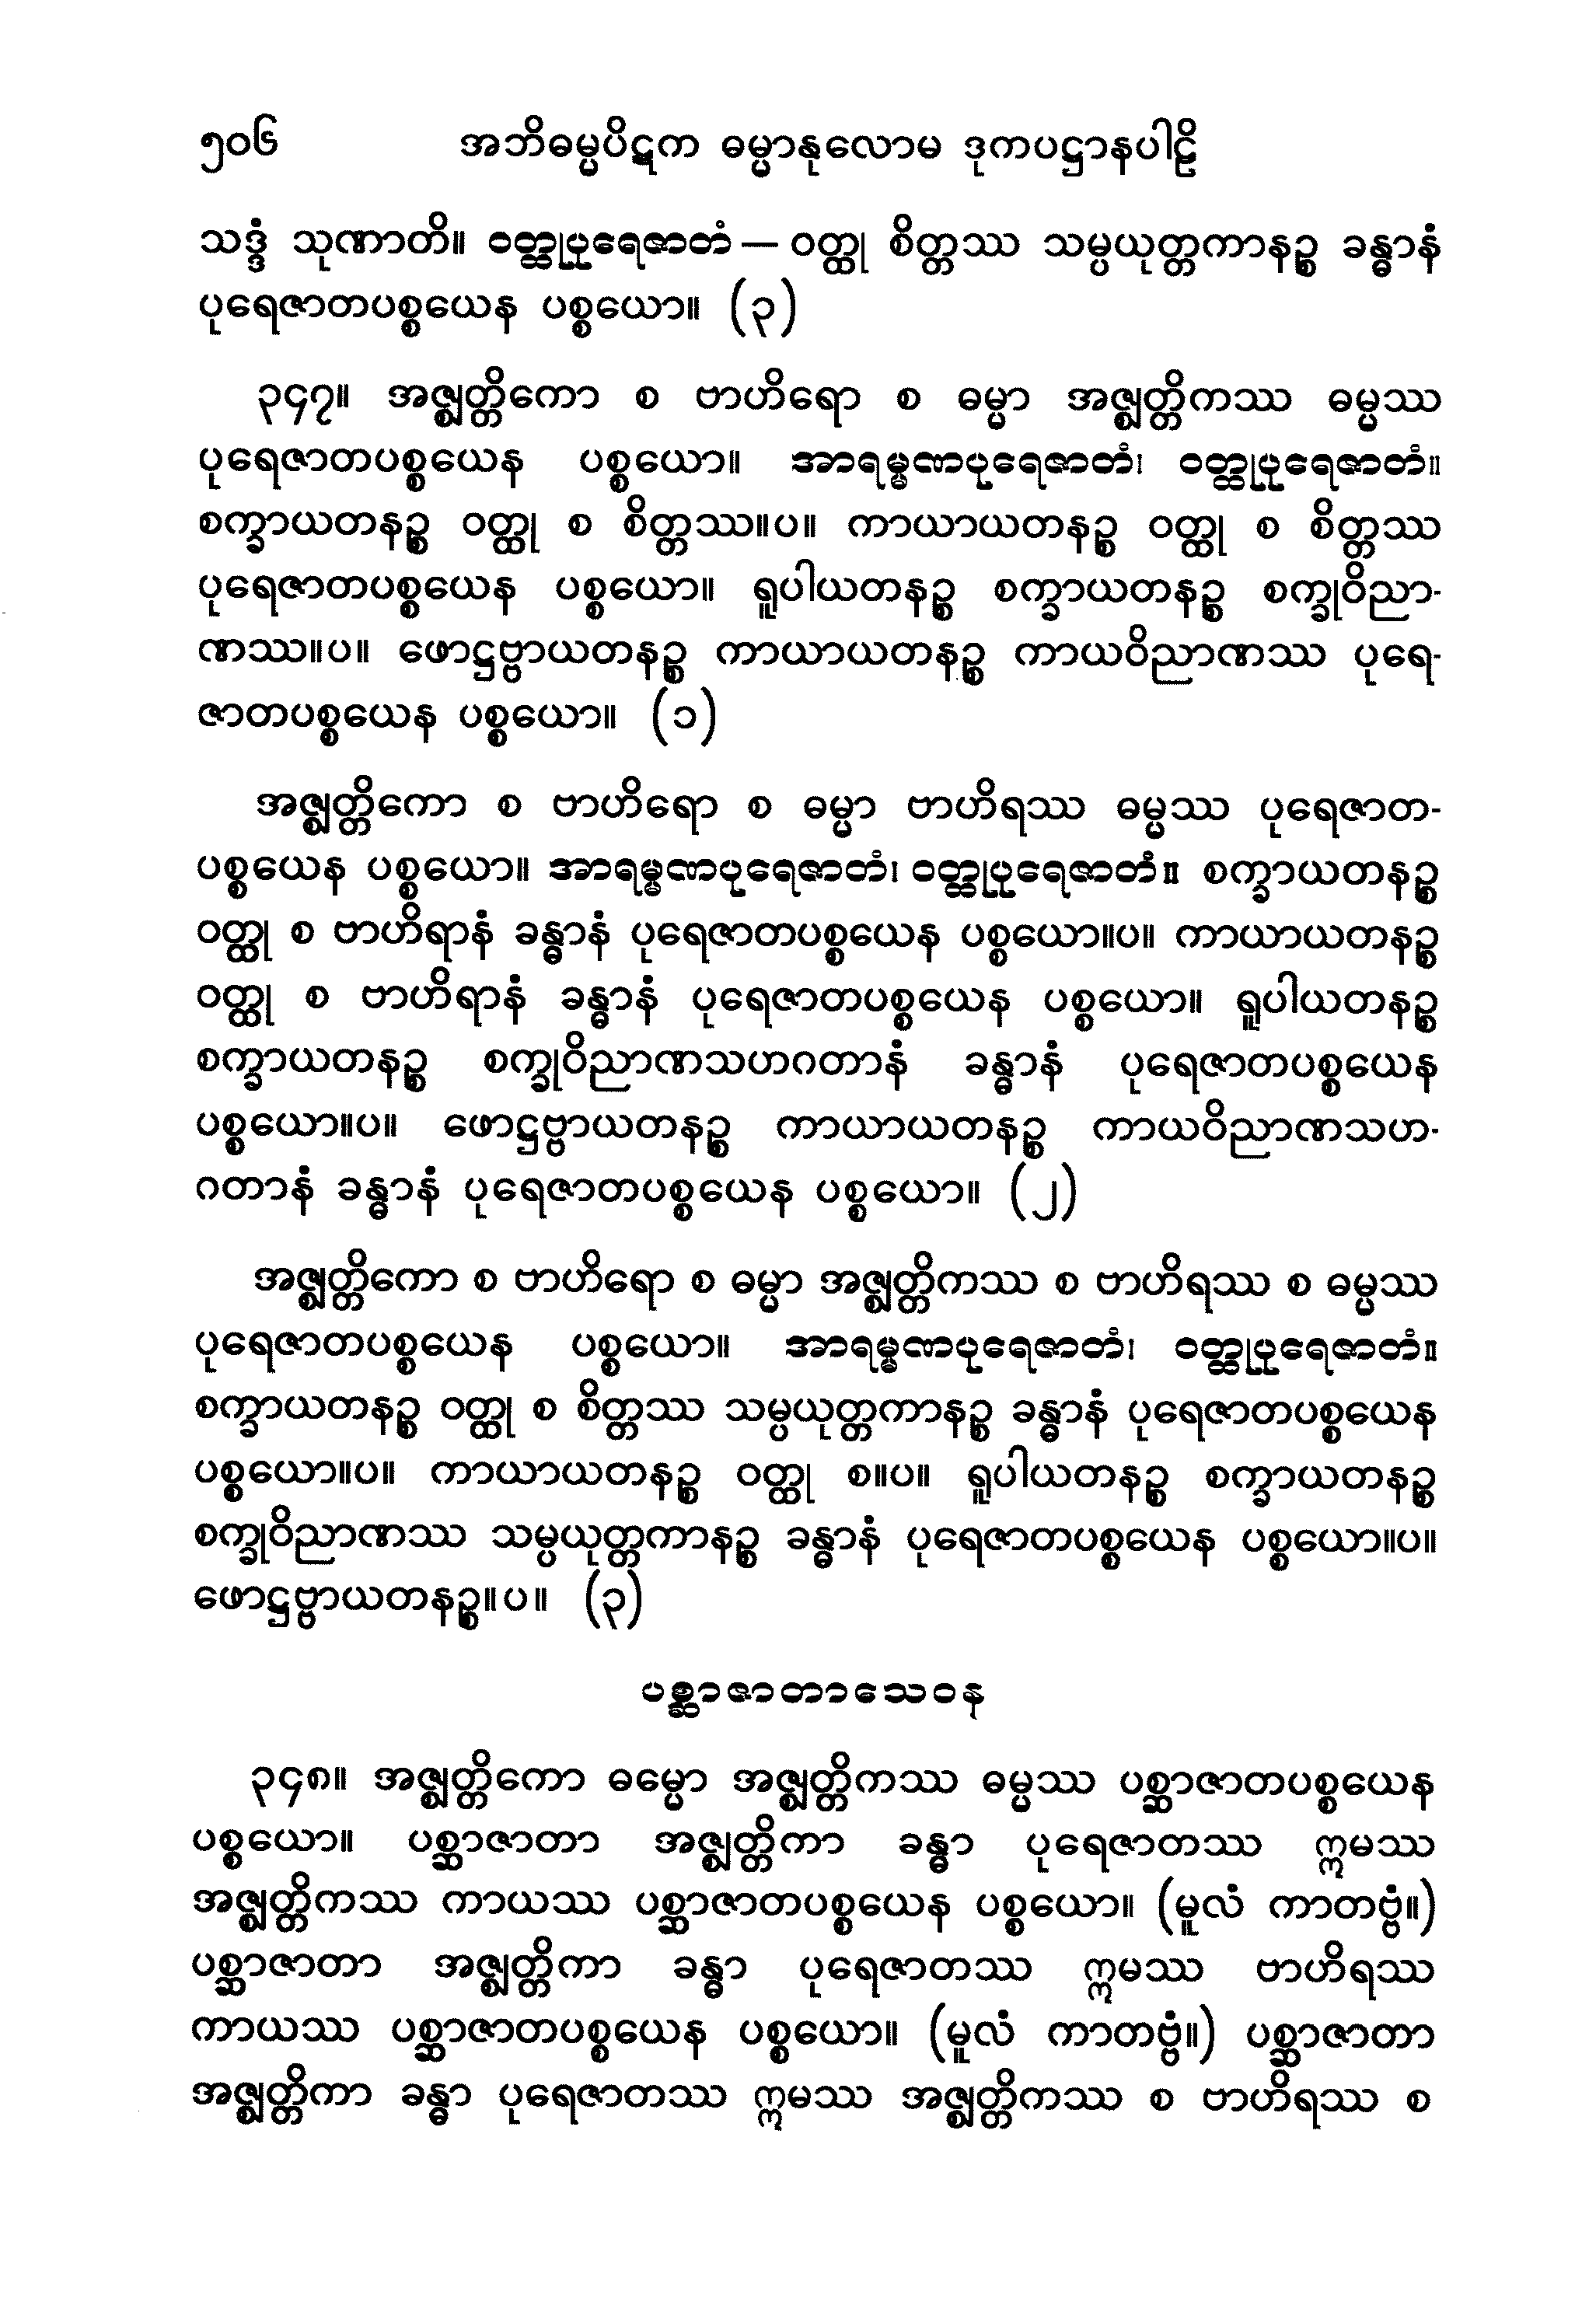 ၅၀၆ အဘိဓမ္မပိဋက ဓမ္မာနုလောမ ဒုကပဋ္ဌာနပါဠိ
သဒ္ဒံ သုဏာတိ။ ဝတ္ထုပုရေဇာတံ — ဝတ္ထု စိတ္တဿ သမ္ပယုတ္တကာနဉ္စ ခန္ဓာနံ
ပုရေဇာတပစ္စယေန ပစ္စယော။ (၃)
၃၄၇။ အဇ္ဈတ္တိကော စ ဗာဟိရော စ ဓမ္မာ အဇ္ဈတ္တိကဿ ဓမ္မဿ
ပုရေဇာတပစ္စယေန ပစ္စယော။ အာရမ္မဏပုရေဇာတံ၊ ဝတ္ထုပုရေဇာတံ။
စက္ခာယတနဉ္စ ဝတ္ထု စ စိတ္တဿ။ပ။ ကာယာယတနဉ္စ ဝတ္ထု စ စိတ္တဿ
ပုရေဇာတပစ္စယေန ပစ္စယော။ ရူပါယတနဉ္စ စက္ခာယတနဉ္စ စက္ခုဝိညာ-
ဏဿ။ပ။ ဖောဋ္ဌဗ္ဗာယတနဉ္စ ကာယာယတနဉ္စ ကာယဝိညာဏဿ ပုရေ-
ဇာတပစ္စယေန ပစ္စယော။ (၁)
အဇ္ဈတ္တိကော စ ဗာဟိရော စ ဓမ္မာ ဗာဟိရဿ ဓမ္မဿ ပုရေဇာတ-
ပစ္စယေန ပစ္စယော။ အာရမ္မဏပုရေဇာတံ၊ ဝတ္ထုပုရေဇာတံ။ စက္ခာယတနဉ္စ
ဝတ္ထု စ ဗာဟိရာနံ ခန္ဓာနံ ပုရေဇာတပစ္စယေန ပစ္စယော။ပ။ ကာယာယတနဉ္စ
ဝတ္ထု စ ဗာဟိရာနံ ခန္ဓာနံ ပုရေဇာတပစ္စယေန ပစ္စယော။ ရူပါယတနဉ္စ
စက္ခာယတနဉ္စ စက္ခုဝိညာဏသဟဂတာနံ ခန္ဓာနံ ပုရေဇာတပစ္စယေန
ပစ္စယော။ပ။ ဖောဋ္ဌဗ္ဗာယတနဉ္စ ကာယာယတနဉ္စ ကာယဝိညာဏသဟ-
ဂတာနံ ခန္ဓာနံ ပုရေဇာတပစ္စယေန ပစ္စယော။ (၂)
အဇ္ဈတ္တိကော စ ဗာဟိရော စ ဓမ္မာ အဇ္ဈတ္တိကဿ စ ဗာဟိရဿ စ ဓမ္မဿ
ပုရေဇာတပစ္စယေန ပစ္စယော။ အာရမ္မဏပုရေဇာတံ၊ ဝတ္ထုပုရေဇာတံ။
စက္ခာယတနဉ္စ ဝတ္ထု စ စိတ္တဿ သမ္ပယုတ္တကာနဉ္စ ခန္ဓာနံ ပုရေဇာတပစ္စယေန
ပစ္စယော။ပ။ ကာယာယတနဉ္စ ဝတ္ထု စ။ပ။ ရူပါယတနဉ္စ စက္ခာယတနဉ္စ
စက္ခုဝိညာဏဿ သမ္ပယုတ္တကာနဉ္စ ခန္ဓာနံ ပုရေဇာတပစ္စယေန ပစ္စယော။ပ။
ဖောဋ္ဌဗ္ဗာယတနဉ္စ။ပ။ (၃)
ပစ္ဆာဇာတာသေဝန
၃၄၈။ အဇ္ဈတ္တိကော ဓမ္မော အဇ္ဈတ္တိကဿ ဓမ္မဿ ပစ္ဆာဇာတပစ္စယေန
ပစ္စယော။ ပစ္ဆာဇာတာ အဇ္ဈတ္တိကာ ခန္ဓာ ပုရေဇာတဿ ဣမဿ
အဇ္ဈတ္တိကဿ ကာယဿ ပစ္ဆာဇာတပစ္စယေန ပစ္စယော။ (မူလံ ကာတဗ္ဗံ။)
ပစ္ဆာဇာတာ အဇ္ဈတ္တိကာ ခန္ဓာ ပုရေဇာတဿ ဣမဿ ဗာဟိရဿ
ကာယဿ ပစ္ဆာဇာတပစ္စယေန ပစ္စယော။ (မူလံ ကာတဗ္ဗံ။) ပစ္ဆာဇာတာ
အဇ္ဈတ္တိကာ ခန္ဓာ ပုရေဇာတဿ ဣမဿ အဇ္ဈတ္တိကဿ စ ဗာဟိရဿ စ